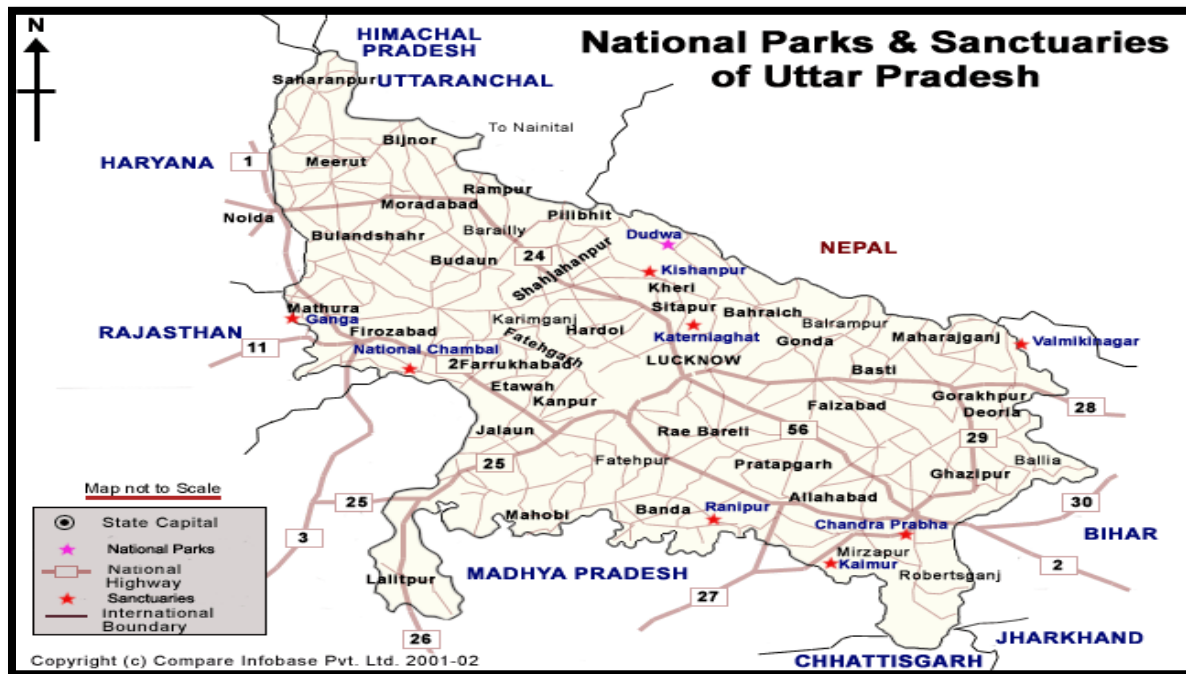 N
National Parks & Sanctuaries
of Uttar Pradesh
HIMACHAL
PRADESH
UTTARANCHAL
Saharanpur
To Nainital
Bijnor
HARYANA
1
Meerut
Rampur
Moradabad
Noida
Pilibhit
Bulandshahr
Barailly
Dudwa
NEPAL
Budaun
24
Shahjahanpur
Kishanpur
Kheri
Mathura
Ganga
Sitapur
Bahraich
Balrampur
Maharajganj
Valmikinagar
RAJASTHAN
11
Firozabad
Karimganj
Hardoi
Katerniaghat
Gonda
National Chambal
Fatehgarh
2
Farrukhabad
LUCKNOW
Basti
Etawah
Kanpur
Faizabad
Gorakhpur
Deoria
28
Jalaun
Rae Bareli
56
29
25
Fatehpur
Pratapgarh
Ghazipur
Ballia
Map not to Scale
25
Mahobi
Banda
Ranipur
Allahabad
Chandra Prabha
30
BIHAR
State Capital
3
National Parks
National
Highway
Sanctuaries
International
Boundary
Lalitpur
MADHYA PRADESH
Mirzapur
Kaimur
Robertsganj
2
27
26
JHARKHAND
CHHATTISGARH
Copyright (c) Compare Infobase Pvt. Ltd. 2001-02